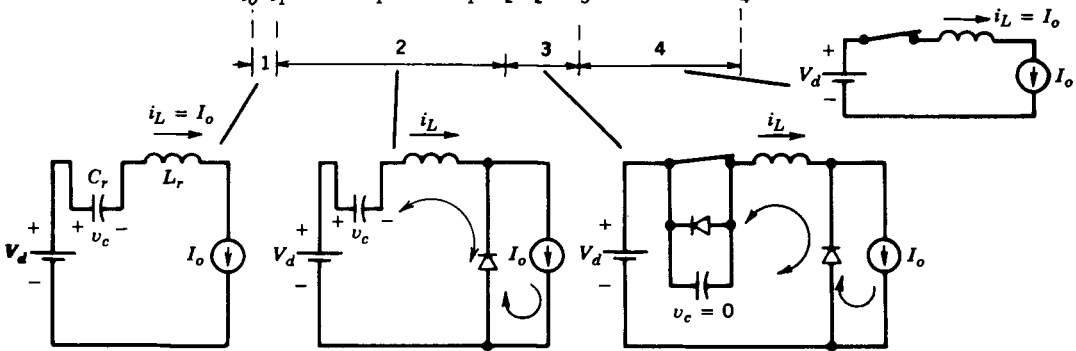 1 2 3 4
i_L = I_o
V_d
+
−
I_o
i_L = I_o
C_r
L_r
+ −
v_c
+
V_d
−
I_o
i_L
+ −
v_c
+
V_d
−
I_o
i_L
+
V_d
−
v_c = 0
I_o